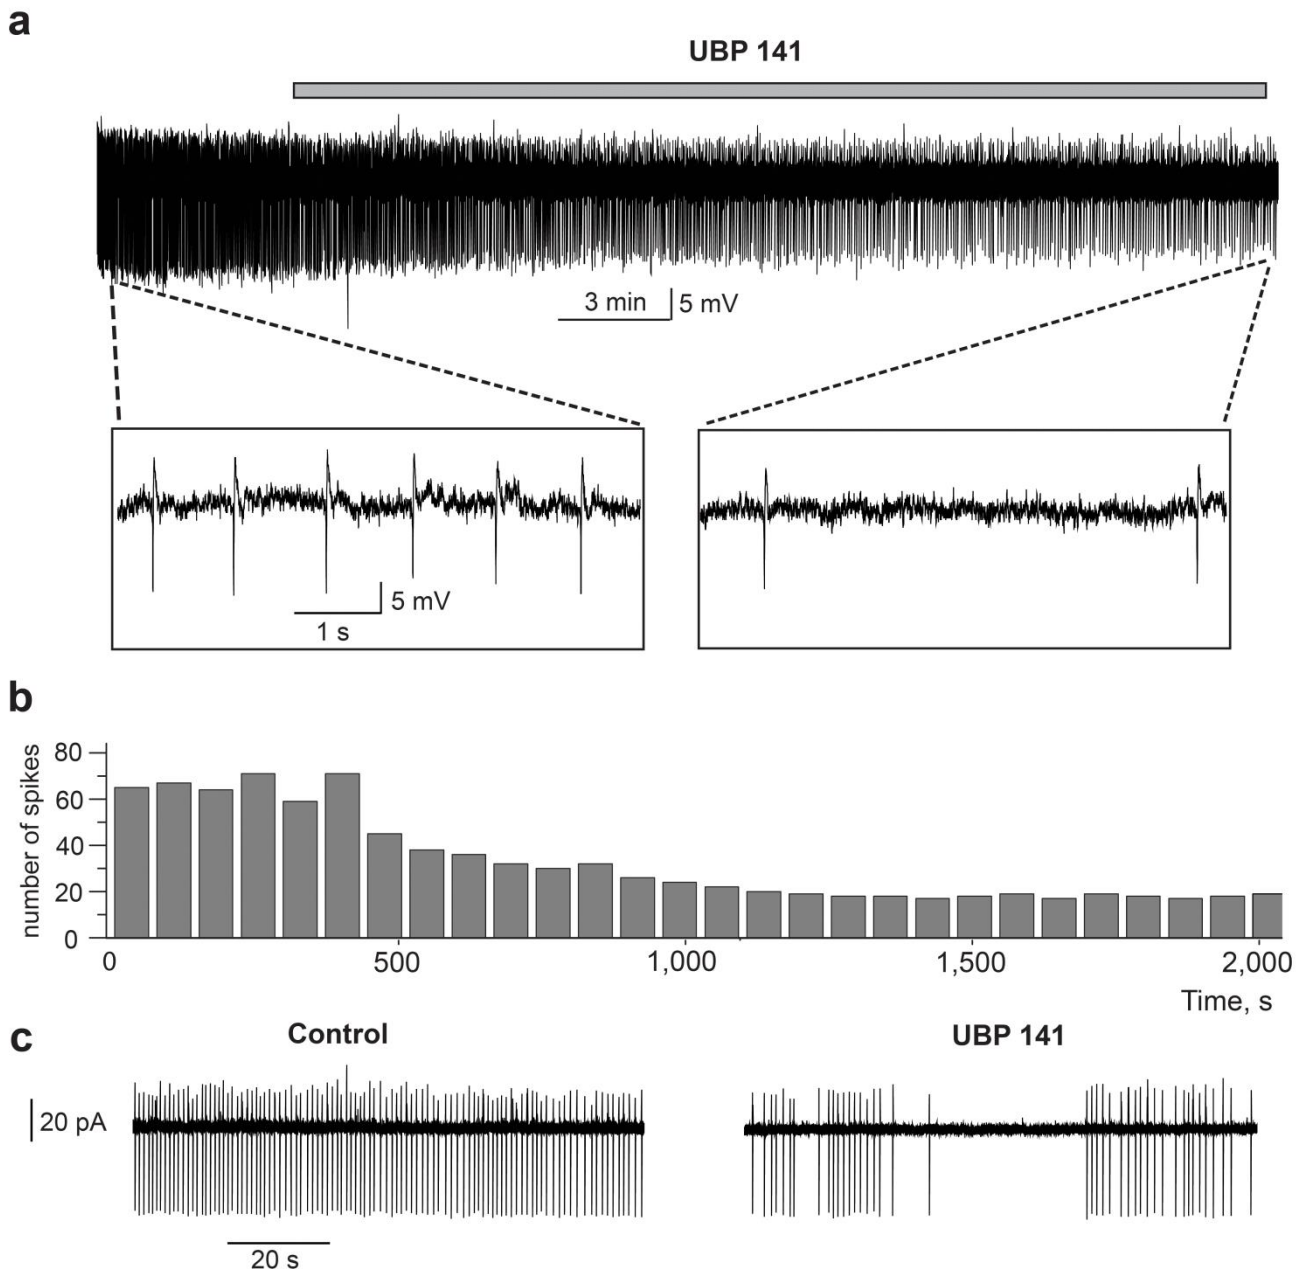 a
UBP 141
3 min
5 mV
5 mV
1 s
b
number of spikes
80
60
40
20
0
0
500
1,000
1,500
2,000
Time, s
c
Control
UBP 141
20 pA
20 s